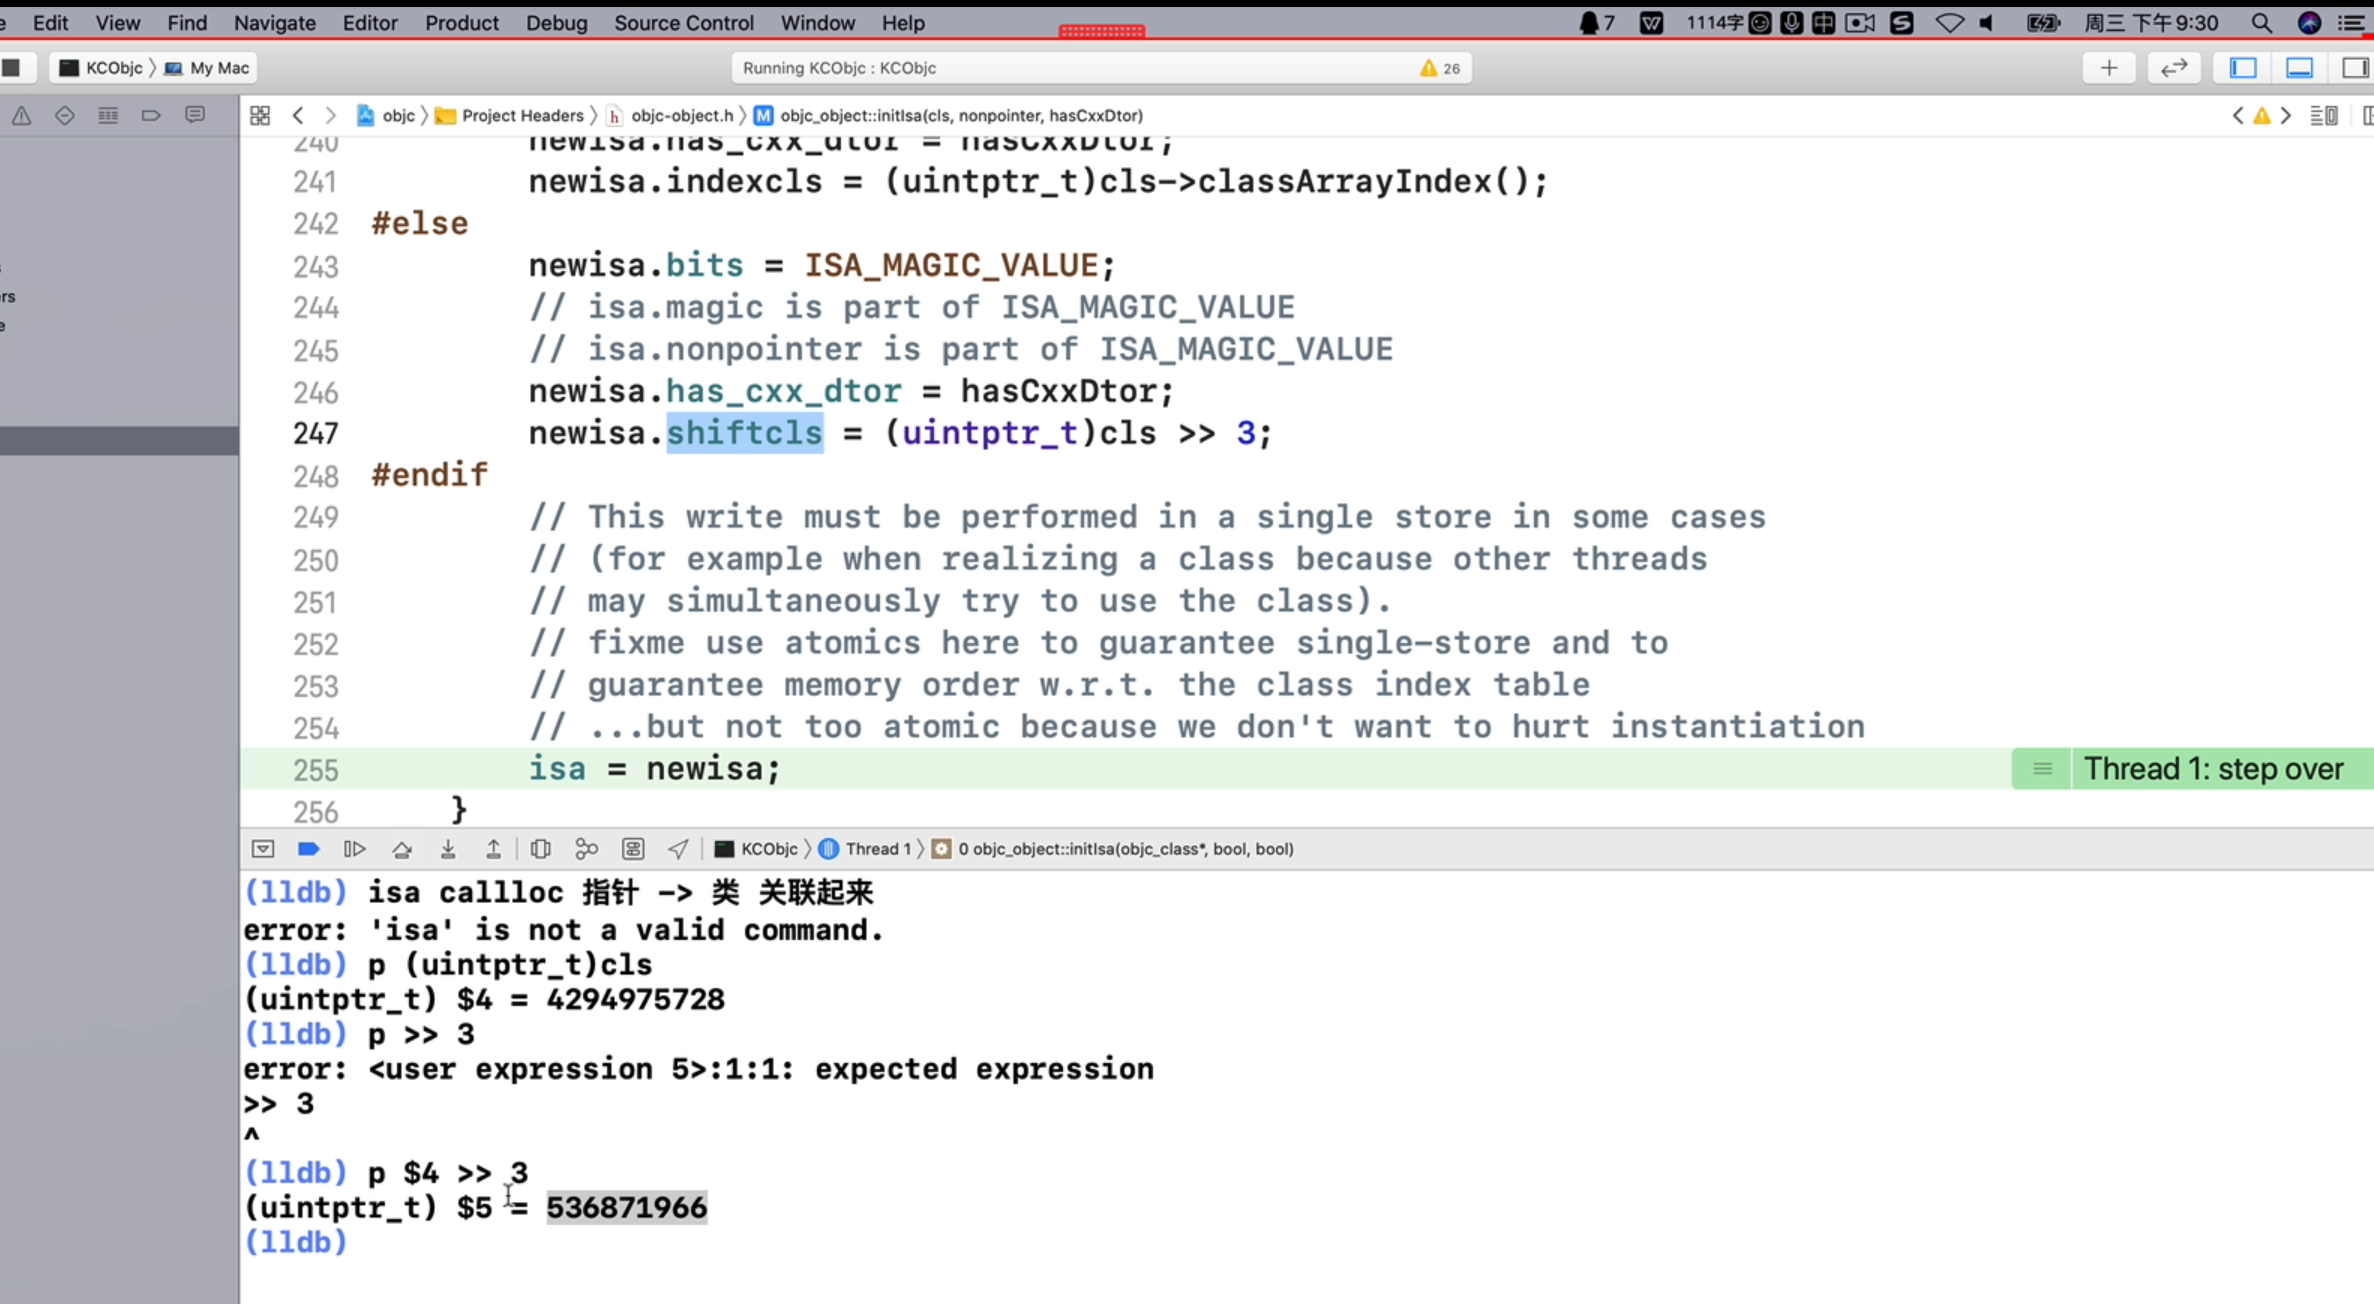 Edit View Find Navigate Editor Product Debug Source Control Window Help 7 1114字 中 周三 下午9:30
KCObjc 〉 My Mac Running KCObjc : KCObjc 26
objc 〉 Project Headers 〉 h objc-object.h 〉 M objc_object::initIsa(cls, nonpointer, hasCxxDtor)
240 newisa.has_cxx_dtor = hasCxxDtor;
241 newisa.indexcls = (uintptr_t)cls->classArrayIndex();
242 #else
243 newisa.bits = ISA_MAGIC_VALUE;
244 // isa.magic is part of ISA_MAGIC_VALUE
245 // isa.nonpointer is part of ISA_MAGIC_VALUE
246 newisa.has_cxx_dtor = hasCxxDtor;
247 newisa.shiftcls = (uintptr_t)cls >> 3;
248 #endif
249 // This write must be performed in a single store in some cases
250 // (for example when realizing a class because other threads
251 // may simultaneously try to use the class).
252 // fixme use atomics here to guarantee single-store and to
253 // guarantee memory order w.r.t. the class index table
254 // ...but not too atomic because we don't want to hurt instantiation
255 isa = newisa; Thread 1: step over
256 }
rs
e
KCObjc 〉 Thread 1 〉 0 objc_object::initIsa(objc_class*, bool, bool)
(lldb) isa callloc 指针 -> 类 关联起来
error: 'isa' is not a valid command.
(lldb) p (uintptr_t)cls
(uintptr_t) $4 = 4294975728
(lldb) p >> 3
error: <user expression 5>:1:1: expected expression
>> 3
^
(lldb) p $4 >> 3
(uintptr_t) $5 = 536871966
(lldb)